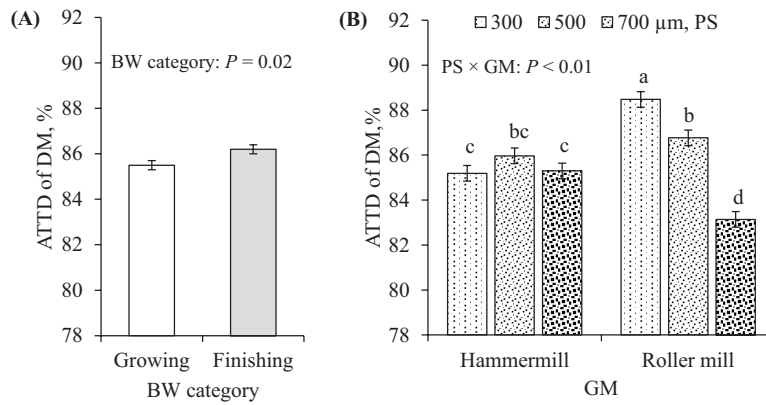 (A)
92
90
88
86
84
82
80
78
ATTD of DM, %
BW category: P = 0.02
Growing Finishing
BW category
(B)
92
90
88
86
84
82
80
78
ATTD of DM,%
300 500 700 µm, PS
PS × GM: P < 0.01
c bc c a b d
Hammermill Roller mill
GM